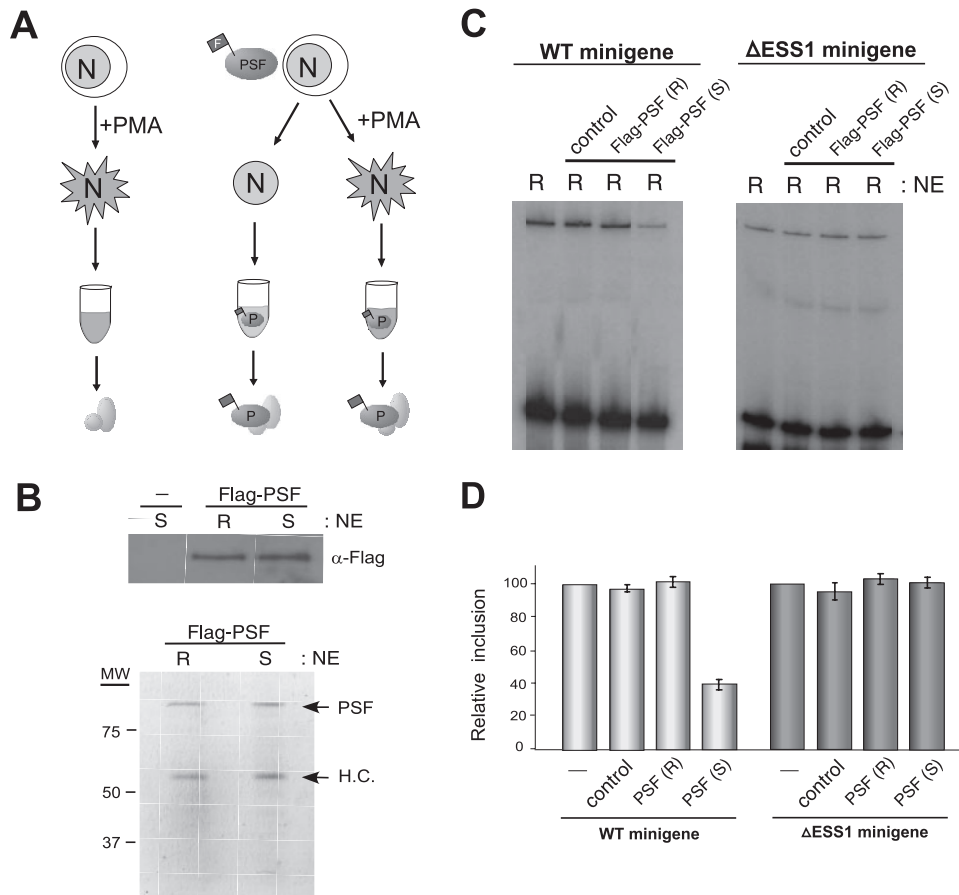 A
N
+PMA
N
F
PSF
N
+PMA
N
N
P
P
P
P
B
–
Flag-PSF
S
R
S
: NE
α-Flag
Flag-PSF
R
S
: NE
MW
75
50
37
PSF
H.C.
C
WT minigene
ΔESS1 minigene
control
Flag-PSF (R)
Flag-PSF (S)
control
Flag-PSF (R)
Flag-PSF (S)
R R R R
R R R R : NE
D
Relative inclusion
100
80
60
40
20
0
—
control
PSF (R)
PSF (S)
—
control
PSF (R)
PSF (S)
WT minigene
ΔESS1 minigene